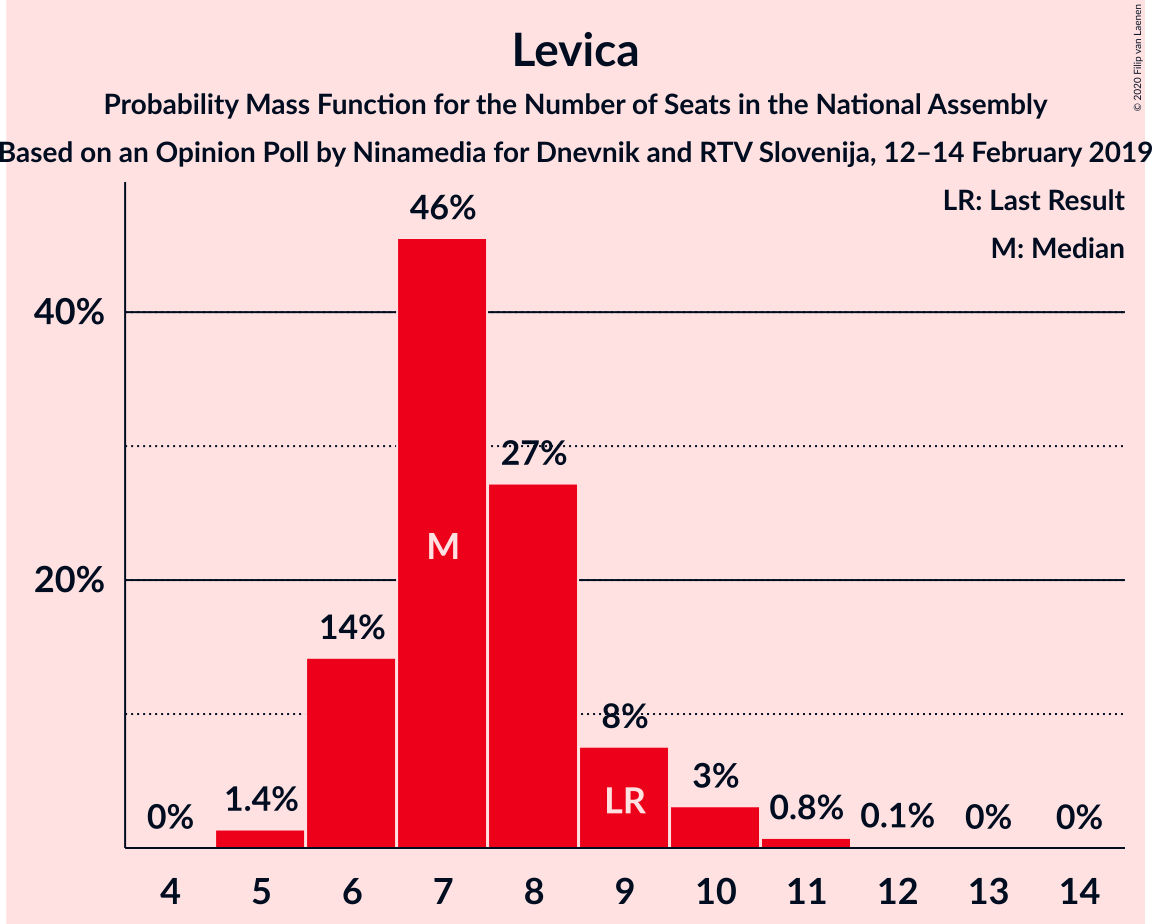 Levica
Probability Mass Function for the Number of Seats in the National Assembly
Based on an Opinion Poll by Ninamedia for Dnevnik and RTV Slovenija, 12–14 February 2019
© 2020 Filip van Laenen
LR: Last Result
M: Median
46%
40%
27%
M
20%
14%
8%
LR
3%
0% 1.4% 0.8% 0.1% 0% 0%
4 5 6 7 8 9 10 11 12 13 14